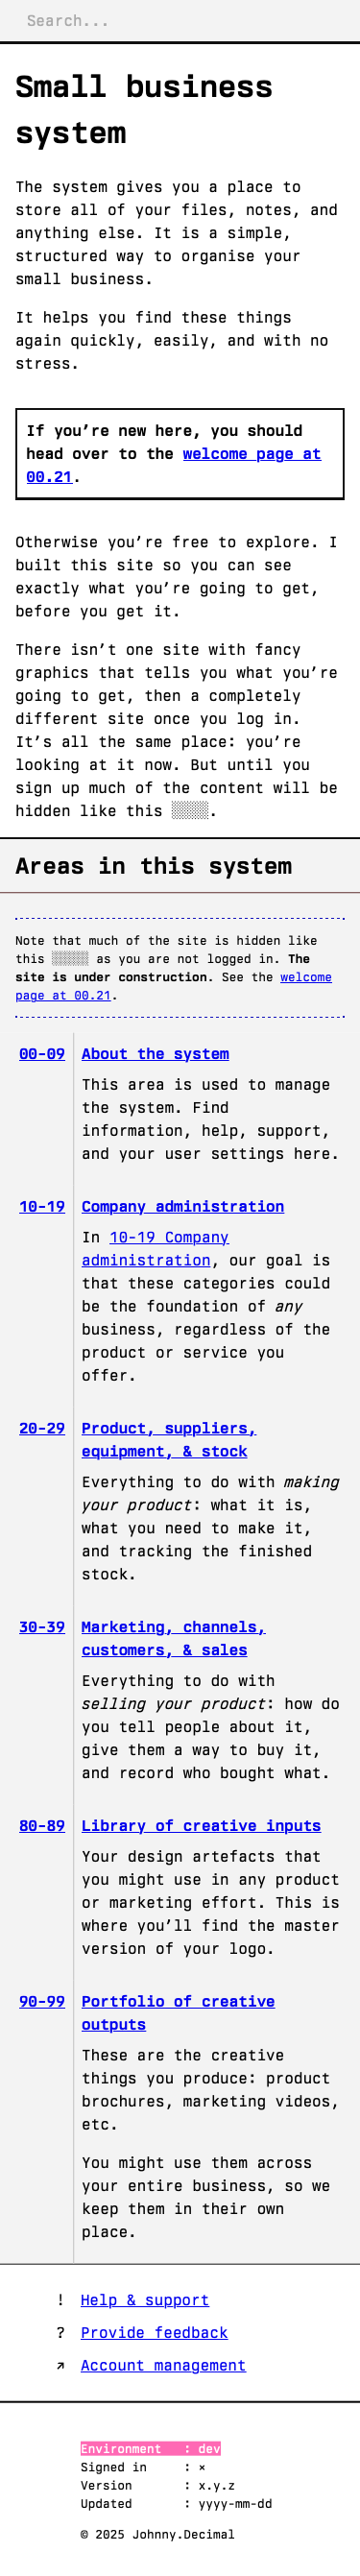 Search...
Small business
system
The system gives you a place to
store all of your files, notes, and
anything else. It is a simple,
structured way to organise your
small business.
It helps you find these things
again quickly, easily, and with no
stress.
If you’re new here, you should
head over to the welcome page at
00.21.
Otherwise you’re free to explore. I
built this site so you can see
exactly what you’re going to get,
before you get it.
There isn’t one site with fancy
graphics that tells you what you’re
going to get, then a completely
different site once you log in.
It’s all the same place: you’re
looking at it now. But until you
sign up much of the content will be
hidden like this ░░░░.
Areas in this system
Note that much of the site is hidden like
this ░░░░░ as you are not logged in. The
site is under construction. See the welcome
page at 00.21.
00-09 About the system
This area is used to manage
the system. Find
information, help, support,
and your user settings here.
10-19 Company administration
In 10-19 Company
administration, our goal is
that these categories could
be the foundation of any
business, regardless of the
product or service you
offer.
20-29 Product, suppliers,
equipment, & stock
Everything to do with making
your product: what it is,
what you need to make it,
and tracking the finished
stock.
30-39 Marketing, channels,
customers, & sales
Everything to do with
selling your product: how do
you tell people about it,
give them a way to buy it,
and record who bought what.
80-89 Library of creative inputs
Your design artefacts that
you might use in any product
or marketing effort. This is
where you’ll find the master
version of your logo.
90-99 Portfolio of creative
outputs
These are the creative
things you produce: product
brochures, marketing videos,
etc.
You might use them across
your entire business, so we
keep them in their own
place.
! Help & support
? Provide feedback
↗ Account management
Environment : dev
Signed in : ×
Version : x.y.z
Updated : yyyy-mm-dd
© 2025 Johnny.Decimal